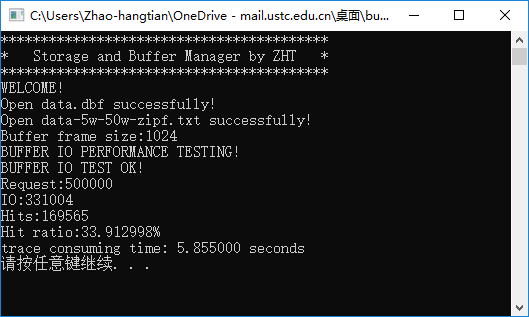 C:\Users\Zhao-hangtian\OneDrive - mail.ustc.edu.cn\桌面\bu...
*****************************************
*   Storage and Buffer Manager by ZHT   *
*****************************************
WELCOME!
Open data.dbf successfully!
Open data-5w-50w-zipf.txt successfully!
Buffer frame size:1024
BUFFER IO PERFORMANCE TESTING!
BUFFER IO TEST OK!
Request:500000
IO:331004
Hits:169565
Hit ratio:33.912998%
trace consuming time: 5.855000 seconds
请按任意键继续. . .